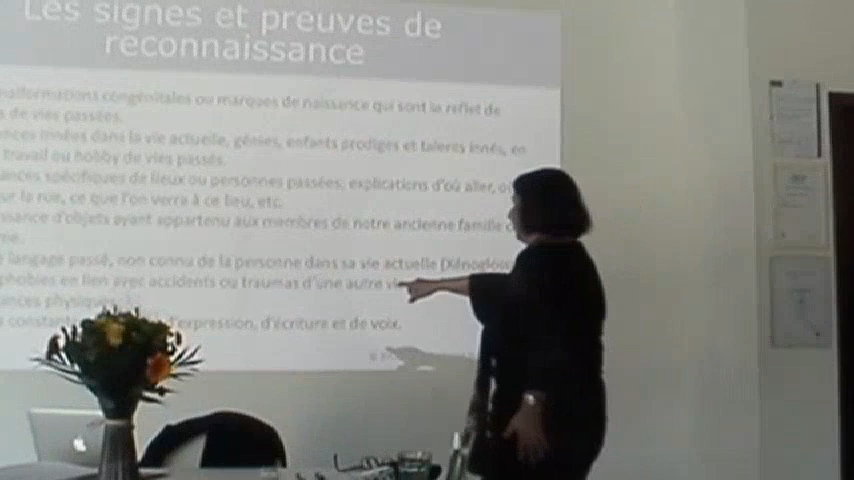 Les signes et preuves de
reconnaissance
malformations congénitales ou marques de naissance qui sont le reflet de
s de vies passées.
ances innées dans la vie actuelle, génies, enfants prodiges et talents innés, en
travail ou hobby de vies passés.
ances spécifiques de lieux ou personnes passées, explications d'où aller, o
ur la rue, ce que l'on verra à ce lieu, etc.
issance d'objets ayant appartenu aux membres de notre ancienne famille
me.
langage passé, non connu de la personne dans sa vie actuelle
phobies en lien avec accidents ou traumas d'une autre vie
ances physiques
s d'expression, d'écriture et de voix.